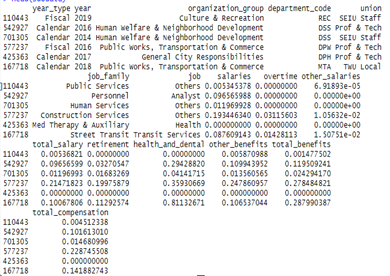 year_type year organization_group department_code union
110443 Fiscal 2019 Culture & Recreation REC SEIU Staff
542927 Calendar 2016 Human Welfare & Neighborhood Development DSS Prof & Tech
701305 Calendar 2014 Human Welfare & Neighborhood Development DSS SEIU Staff
577237 Fiscal 2016 Public Works, Transportation & Commerce DPW Prof & Tech
425363 Calendar 2017 General City Responsibilities DPH Prof & Tech
167718 Calendar 2018 Public Works, Transportation & Commerce MTA TWU Local
job_family job salaries overtime other_salaries
110443 Public Services Others 0.005345378 0.00000000 6.91893e-05
542927 Personnel Analyst 0.096565988 0.00000000 0.00000e+00
701305 Human Services Others 0.011969928 0.00000000 0.00000e+00
577237 Construction Services Others 0.193446340 0.03115603 1.05632e-02
425363 Med Therapy & Auxiliary Health 0.000000000 0.00000000 0.00000e+00
167718 Street Transit Transit Services 0.087609143 0.01428113 1.50751e-02
total_salary retirement health_and_dental other_benefits total_benefits
110443 0.00536821 0.00000000 0.00000000 0.005870988 0.001477502
542927 0.09656599 0.03270547 0.29428820 0.109943952 0.119509241
701305 0.01196993 0.01683269 0.04141715 0.013560565 0.024294170
577237 0.21471823 0.19975879 0.35930669 0.247860957 0.278484821
425363 0.00000000 0.00000000 0.00000000 0.000000000 0.000000000
167718 0.10067806 0.11292574 0.81132671 0.106537044 0.287990387
total_compensation
110443 0.004512338
542927 0.101613010
701305 0.014680996
577237 0.228745508
425363 0.000000000
167718 0.141882743